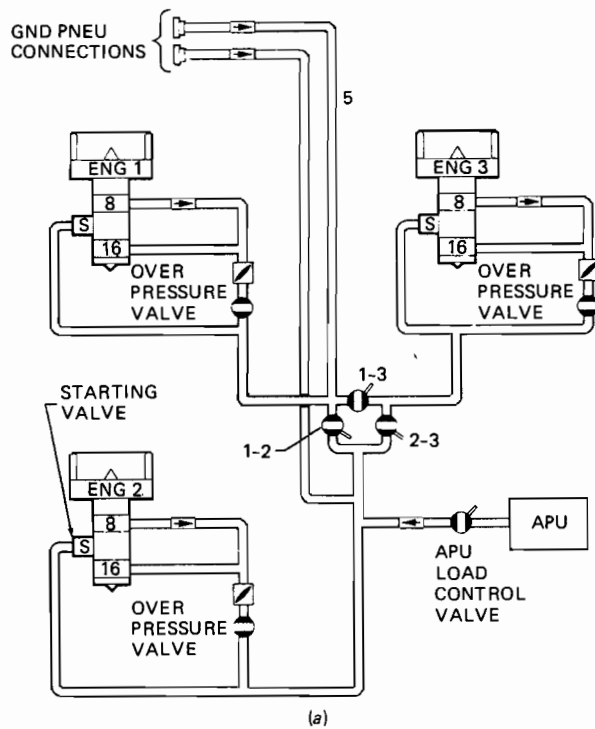 GND PNEU
CONNECTIONS
5
ENG 1
8
S
16
OVER
PRESSURE
VALVE
ENG 3
8
S
16
OVER
PRESSURE
VALVE
1-3
1-2
2-3
STARTING
VALVE
ENG 2
8
S
16
OVER
PRESSURE
VALVE
APU
APU
LOAD
CONTROL
VALVE
(a)